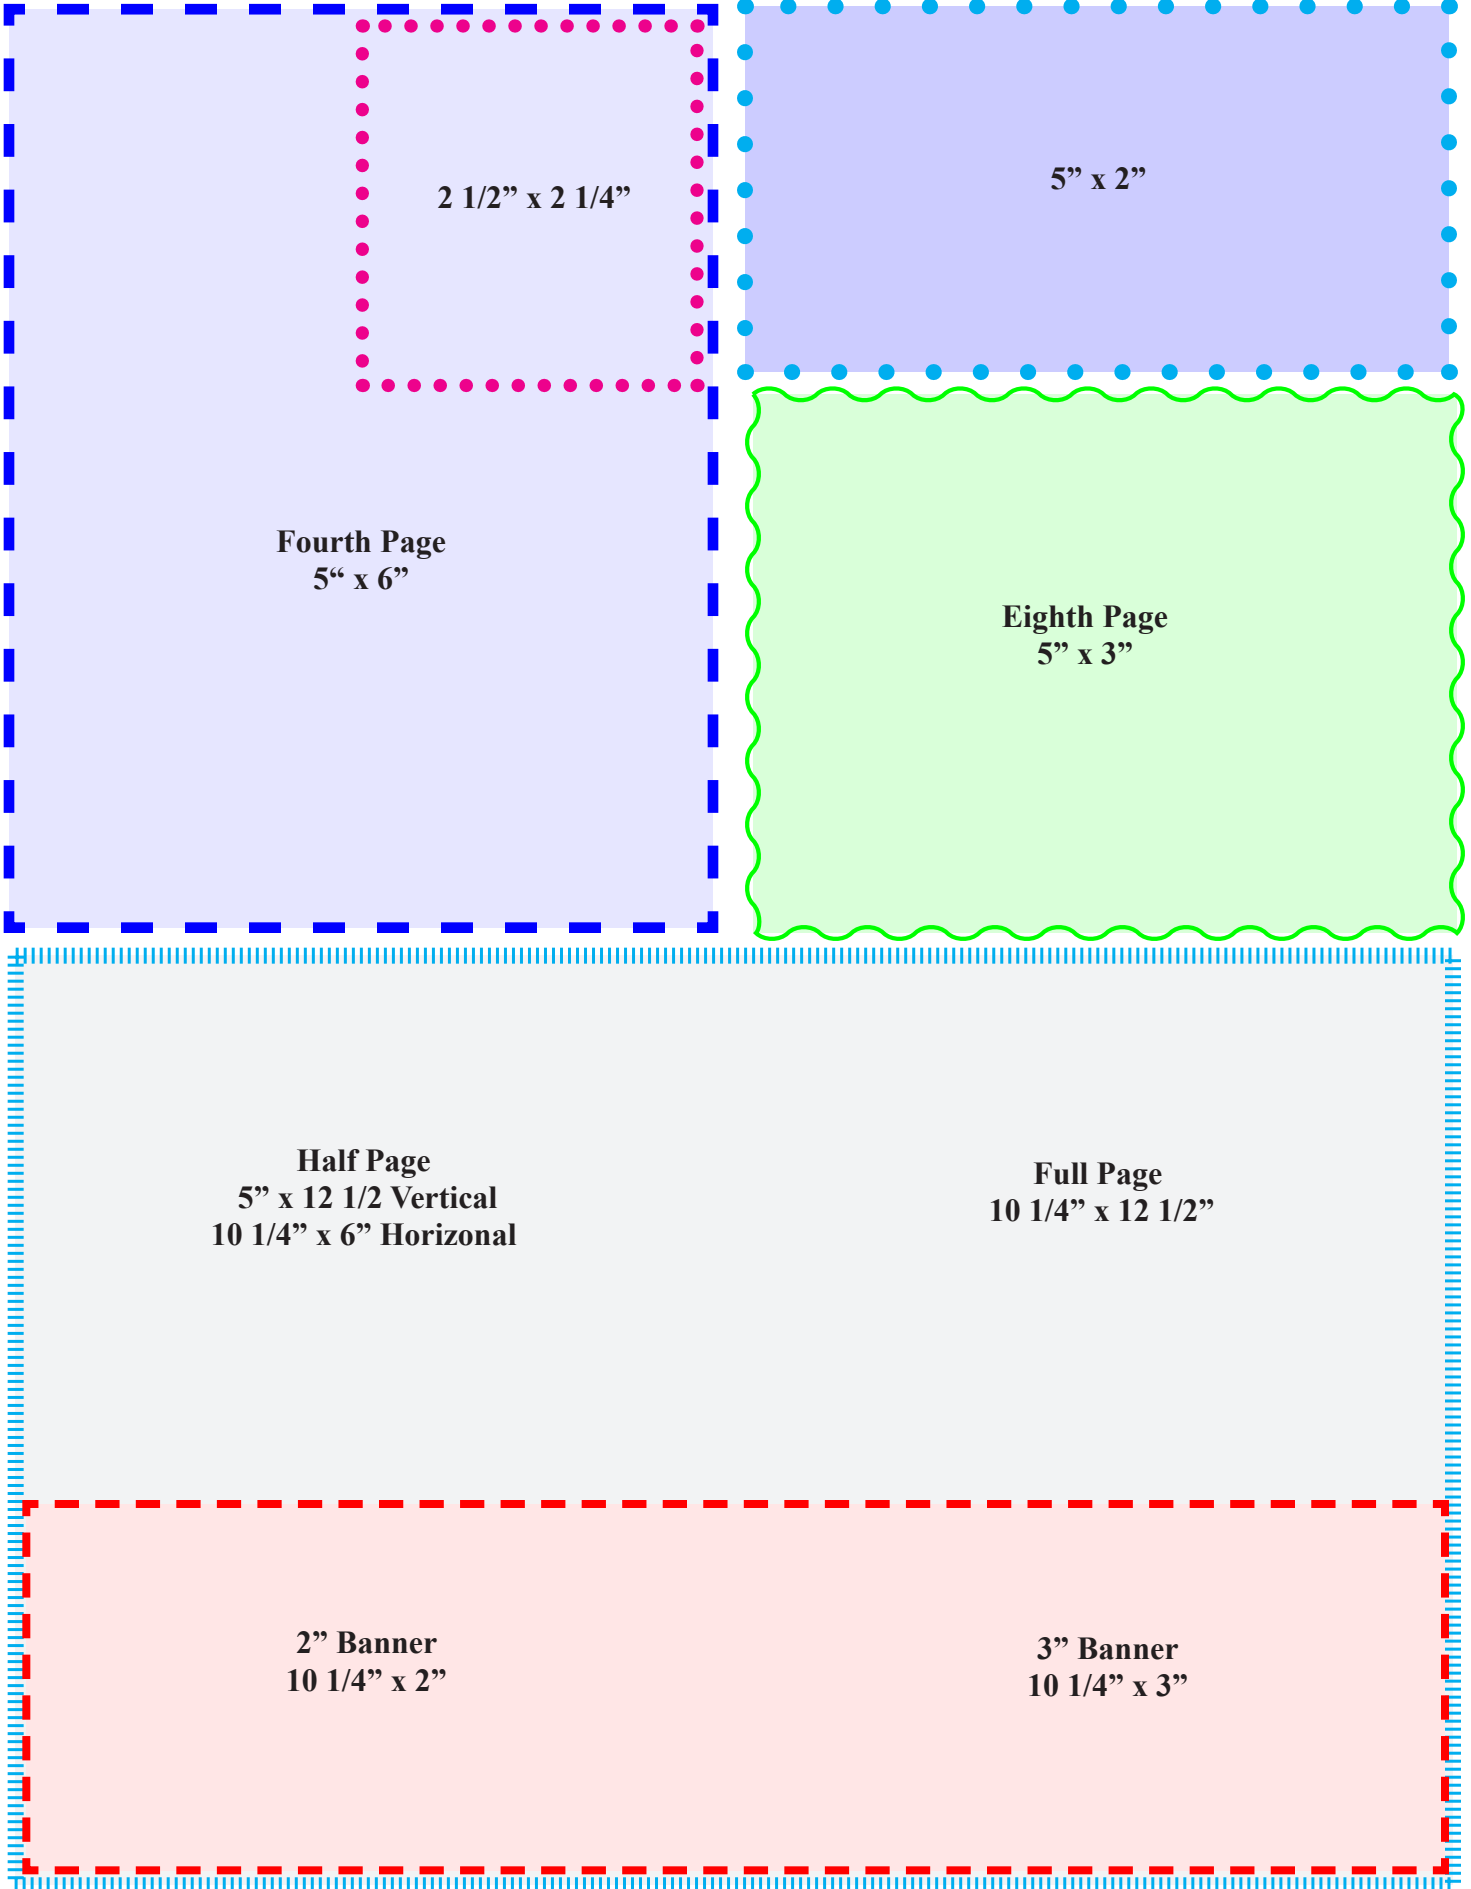 2 1/2” x 2 1/4”
5” x 2”
Fourth Page
5“ x 6”
Eighth Page
5” x 3”
Half Page
5” x 12 1/2 Vertical
10 1/4” x 6” Horizonal
Full Page
10 1/4” x 12 1/2”
2” Banner
10 1/4” x 2”
3” Banner
10 1/4” x 3”